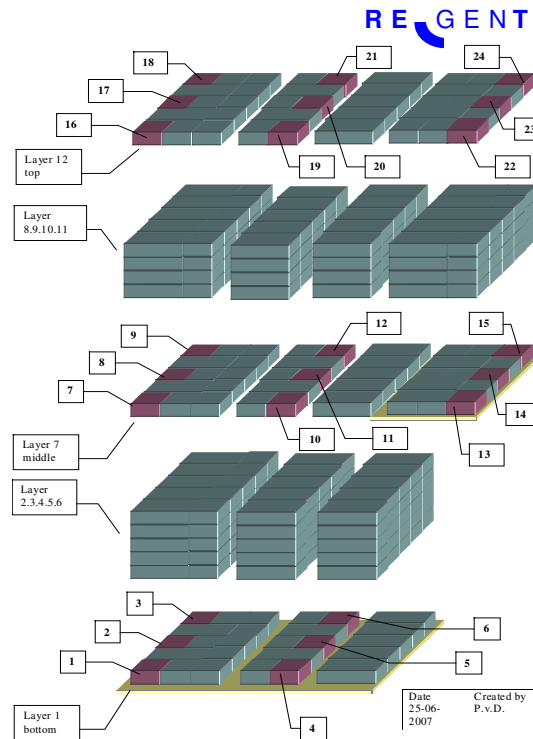 RE GENT
18
21
24
17
16
23
19
20
22
Layer 12
top
Layer
8.9.10.11
9
12
15
8
7
14
10
11
13
Layer 7
middle
Layer
2.3.4.5.6
3
6
2
1
5
4
Layer 1
bottom
Date
25-06-
2007
Created by
P.v.D.